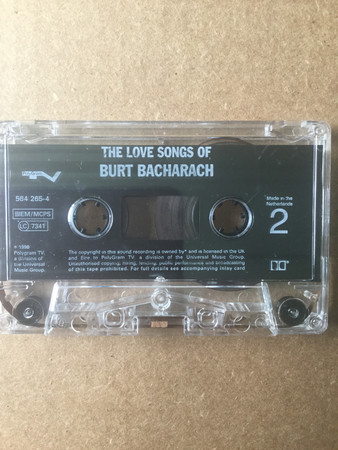 THE LOVE SONGS OF
BURT BACHARACH
TV
564 265-4
BIEM/MCPS
LC 7341
Made in the
Netherlands
2
1999
Polygram TV,
a division of
the Universal
Music Group.
The copyright in this sound recording is owned by* and is licensed in the UK
and Eire to PolyGram TV, a division of the Universal Music Group.
Unauthorised copying, hiring, lending, public performance and broadcasting
of this tape prohibited. For full details see accompanying inlay card